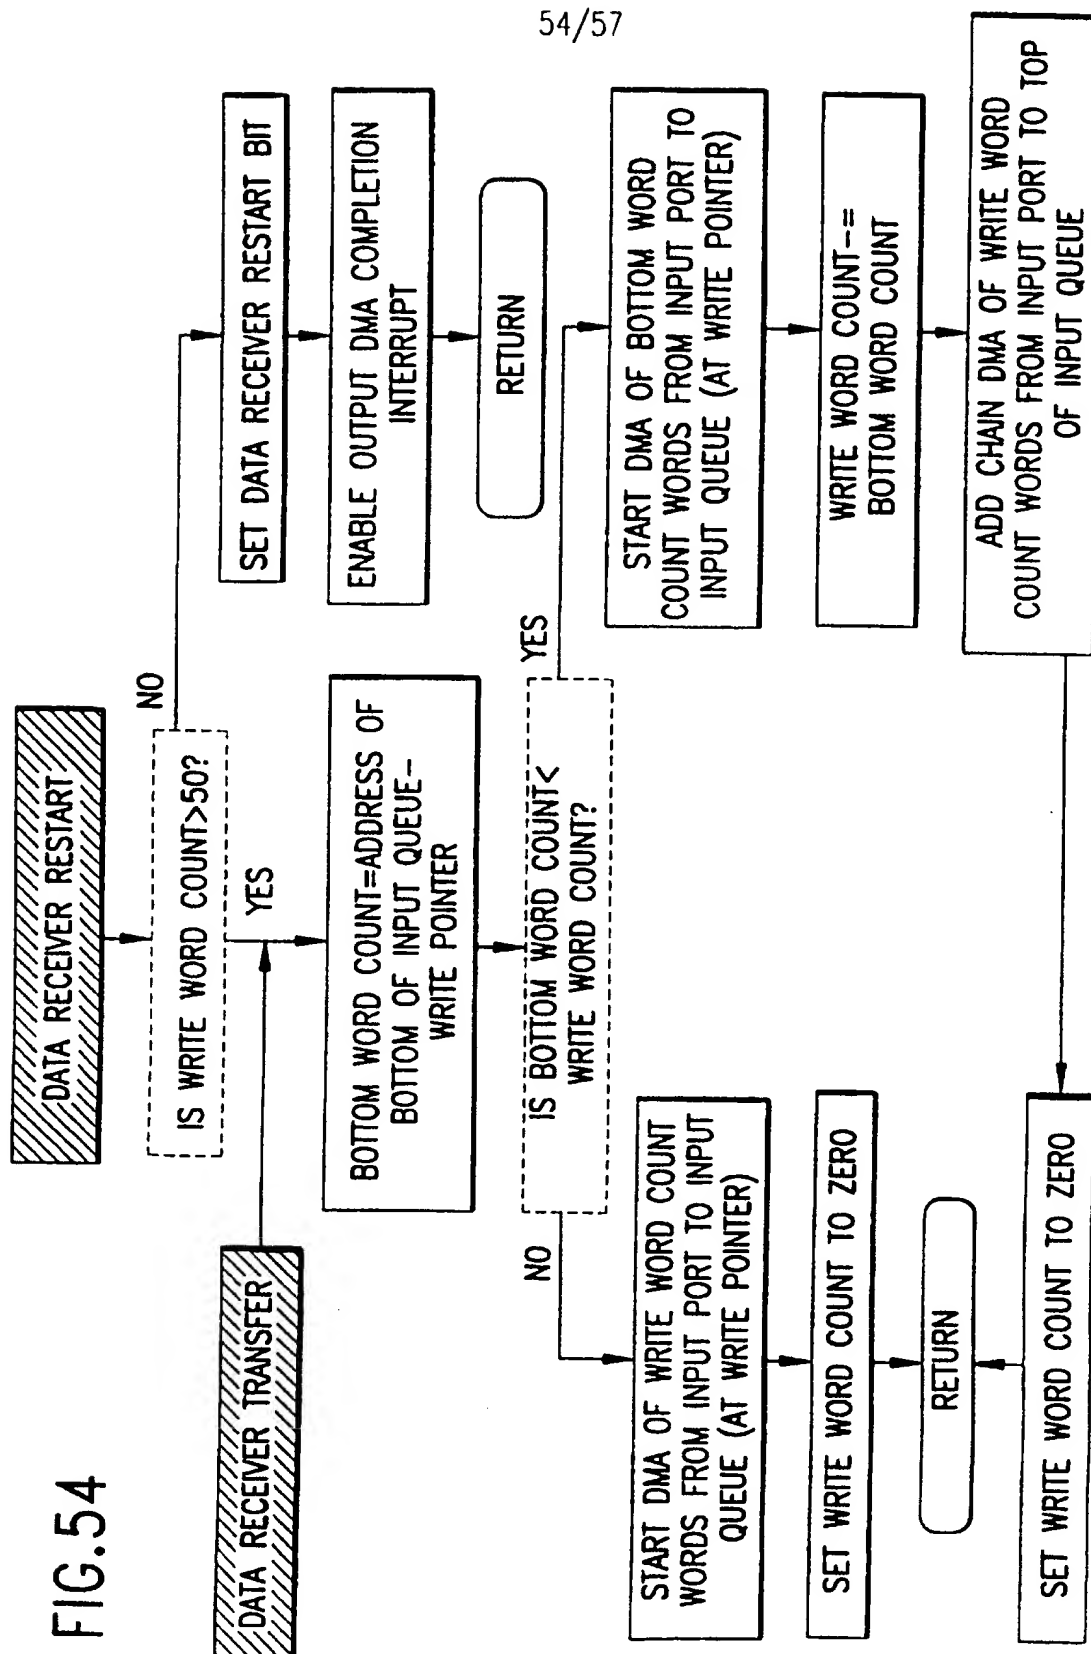 54/57
FIG.54
DATA RECEIVER RESTART
IS WRITE WORD COUNT>50?
NO
YES
DATA RECEIVER TRANSFER
SET DATA RECEIVER RESTART BIT
ENABLE OUTPUT DMA COMPLETION
INTERRUPT
RETURN
BOTTOM WORD COUNT=ADDRESS OF
BOTTOM OF INPUT QUEUE-
WRITE POINTER
IS BOTTOM WORD COUNT<
WRITE WORD COUNT?
NO
YES
START DMA OF WRITE WORD COUNT
WORDS FROM INPUT PORT TO INPUT
QUEUE (AT WRITE POINTER)
SET WRITE WORD COUNT TO ZERO
RETURN
START DMA OF BOTTOM WORD
COUNT WORDS FROM INPUT PORT TO
INPUT QUEUE (AT WRITE POINTER)
WRITE WORD COUNT-=
BOTTOM WORD COUNT
ADD CHAIN DMA OF WRITE WORD
COUNT WORDS FROM INPUT PORT TO TOP
OF INPUT QUEUE
SET WRITE WORD COUNT TO ZERO